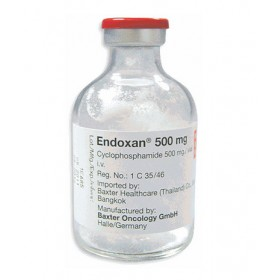 Endoxan® 500 mg
Cyclophosphamide 500 mg
i.v.
Reg. No.: 1 C 35/46
Imported by:
Baxter Healthcare (Thailand) Co.,
Bangkok
Manufactured by:
Baxter Oncology GmbH
Halle/Germany